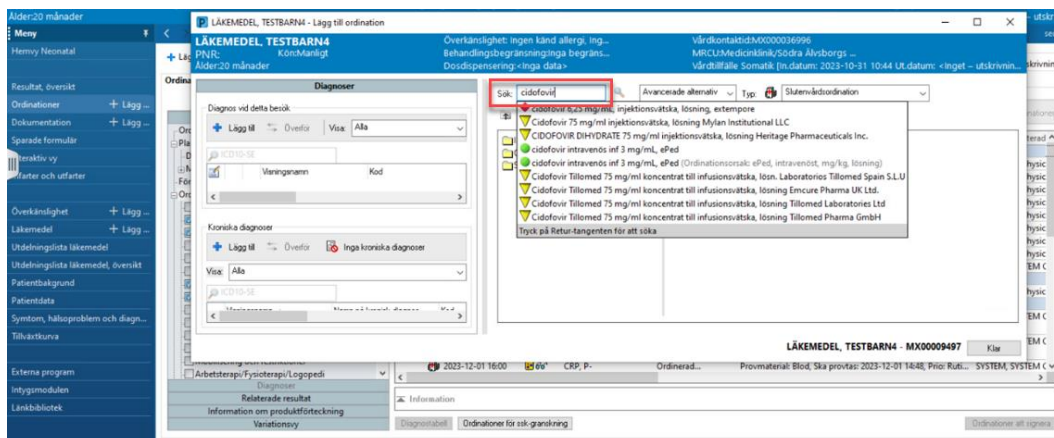 Ålder:20 månader
Meny
Hemvy Neonatal
Resultat, översikt
Ordinationer + Lägg ...
Dokumentation + Lägg ...
Sparade formulär
Interaktiv vy
Infarter och utfarter
Överkänslighet + Lägg ...
Läkemedel + Lägg ...
Utdelningslista läkemedel
Utdelningslista läkemedel, översikt
Patientbakgrund
Patientdata
Symtom, hälsoproblem och diagn...
Tillväxtkurva
Externa program
Intygsmodulen
Länkbibliotek
LÄKEMEDEL, TESTBARN4 - Lägg till ordination
LÄKEMEDEL, TESTBARN4
PNR: Kön:Manligt
Ålder:20 månader
Överkänslighet: Ingen känd allergi, Ing...
Behandlingsbegränsning:Inga begräns...
Dosdispensering:<Inga data>
Vårdkontaktid:MX000036996
MRCU:Medicinklinik/Södra Älvsborgs ...
Vårdtillfälle Somatik [In.datum: 2023-10-31 10:44 Ut.datum: <Inget – utskrivnin...
Diagnoser
Diagnos vid detta besök
Lägg till Överför Visa: Alla
ICD10-SE
Visningsnamn Kod
Kroniska diagnoser
Lägg till Överför Inga kroniska diagnoser
Visa: Alla
ICD10-SE
Sök: cidofovir Avancerade alternativ Typ: Slutenvårdsordination
cidofovir 6,25 mg/mL, injektionsvätska, lösning, extempore
Cidofovir 75 mg/ml injektionsvätska, lösning Mylan Institutional LLC
CIDOFOVIR DIHYDRATE 75 mg/ml injektionsvätska, lösning Heritage Pharmaceuticals Inc.
cidofovir intravenös inf 3 mg/mL, ePed
cidofovir intravenös inf 3 mg/mL, ePed (Ordinationsorsak: ePed, intravenöst, mg/kg, lösning)
Cidofovir Tillomed 75 mg/ml koncentrat till infusionsvätska, lösn. Laboratorios Tillomed Spain S.L.U
Cidofovir Tillomed 75 mg/ml koncentrat till infusionsvätska, lösning Emcure Pharma UK Ltd.
Cidofovir Tillomed 75 mg/ml koncentrat till infusionsvätska, lösning Tillomed Laboratories Ltd
Cidofovir Tillomed 75 mg/ml koncentrat till infusionsvätska, lösning Tillomed Pharma GmbH
Tryck på Retur-tangenten för att söka
LÄKEMEDEL, TESTBARN4 - MX00009497 Klar
Arbetsterapi/Fysioterapi/Logopedi
Diagnoser
Relaterade resultat
Information om produktförteckning
Variationsvy
2023-12-01 16:00 CRP, P- Ordinerad... Provmaterial: Blod, Ska provtas: 2023-12-01 14:48, Prio: Ruti... SYSTEM, SYSTEM C
Information
Diagnostabell Ordinationer för ssk-granskning Ordinationer att signera